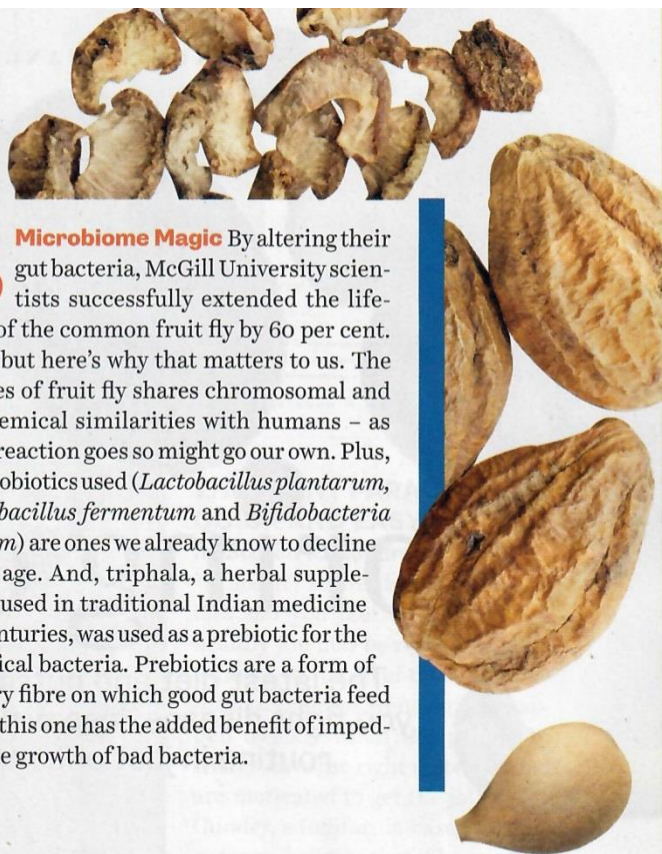 Microbiome Magic By altering their
gut bacteria, McGill University scien-
tists successfully extended the life-
of the common fruit fly by 60 per cent.
but here's why that matters to us. The
es of fruit fly shares chromosomal and
emical similarities with humans – as
reaction goes so might go our own. Plus,
obiotics used (Lactobacillus plantarum,
bacillus fermentum and Bifidobacteria
m) are ones we already know to decline
age. And, triphala, a herbal supple-
used in traditional Indian medicine
nturies, was used as a prebiotic for the
ical bacteria. Prebiotics are a form of
ry fibre on which good gut bacteria feed
this one has the added benefit of imped-
e growth of bad bacteria.